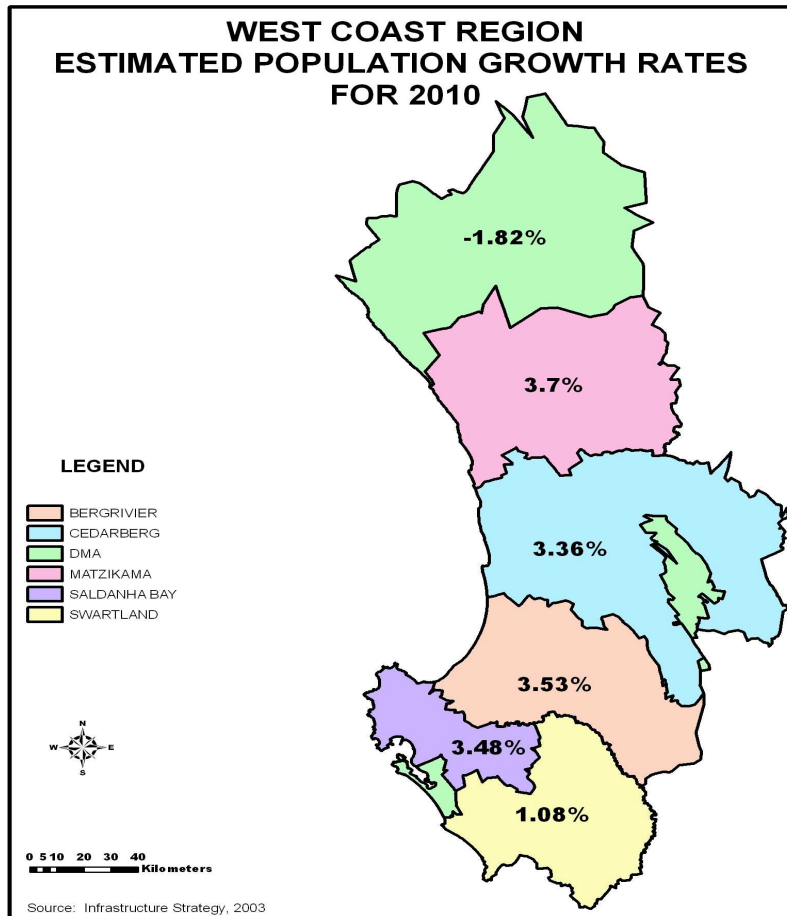 WEST COAST REGION
ESTIMATED POPULATION GROWTH RATES
FOR 2010
-1.82%
3.7%
LEGEND
BERGRIVIER
CEDARBERG
DMA
MATZIKAMA
SALDANHA BAY
SWARTLAND
3.36%
3.53%
3.48%
1.08%
N
W E
S
0 5 10 20 30 40
Kilometers
Source: Infrastructure Strategy, 2003